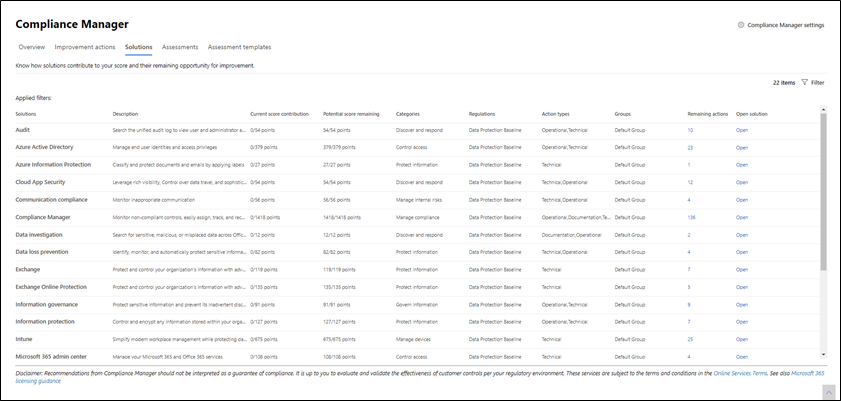 Compliance Manager
Compliance Manager settings
Overview Improvement actions Solutions Assessments Assessment templates
Know how solutions contribute to your score and their remaining opportunity for improvement.
22 items Filter
Applied filters:
Solutions Description Current score contribution Potential score remaining Categories Regulations Action types Groups Remaining actions Open solution
Audit Search the unified audit log to view user and administrator a... 0/54 points 54/54 points Discover and respond Data Protection Baseline Operational,Technical Default Group 10 Open
Azure Active Directory Manage end user identities and access privileges 0/379 points 379/379 points Control access Data Protection Baseline Operational,Technical Default Group 23 Open
Azure Information Protection Classify and protect documents and emails by applying labels 0/27 points 27/27 points Protect information Data Protection Baseline Technical Default Group 1 Open
Cloud App Security Leverage rich visibility, Control over data travel, and sophistic... 0/54 points 54/54 points Discover and respond Data Protection Baseline Technical,Operational Default Group 12 Open
Communication compliance Monitor inappropriate communication 0/56 points 56/56 points Manage internal risks Data Protection Baseline Technical,Operational Default Group 4 Open
Compliance Manager Monitor non-compliant controls, easily assign, track, and rec... 0/1418 points 1418/1418 points Manage compliance Data Protection Baseline Operational,Documentation,Te... Default Group 136 Open
Data investigation Search for sensitive, malicious, or misplaced data across Offic... 0/12 points 12/12 points Discover and respond Data Protection Baseline Documentation,Operational Default Group 2 Open
Data loss prevention Identify, monitor, and automatically protect sensitive informa... 0/82 points 82/82 points Protect information Data Protection Baseline Technical,Operational Default Group 4 Open
Exchange Protect and control your organization's information with adv... 0/119 points 119/119 points Protect information Data Protection Baseline Technical Default Group 7 Open
Exchange Online Protection Protect and control your organization's information with adv... 0/135 points 135/135 points Protect information Data Protection Baseline Technical Default Group 5 Open
Information governance Protect sensitive information and prevent its inadvertent disc... 0/91 points 91/91 points Govern information Data Protection Baseline Operational,Technical Default Group 9 Open
Information protection Control and encrypt any information stored within your orga... 0/127 points 127/127 points Protect information Data Protection Baseline Operational,Technical Default Group 7 Open
Intune Simplify modern workplace management while protecting da... 0/675 points 675/675 points Manage devices Data Protection Baseline Technical Default Group 25 Open
Microsoft 365 admin center Manage your Microsoft 365 and Office 365 services 0/108 points 108/108 points Control access Data Protection Baseline Operational,Technical Default Group 4 Open
Disclaimer: Recommendations from Compliance Manager should not be interpreted as a guarantee of compliance. It is up to you to evaluate and validate the effectiveness of customer controls per your regulatory environment. These services are subject to the terms and conditions in the Online Services Terms. See also Microsoft 365
licensing guidance